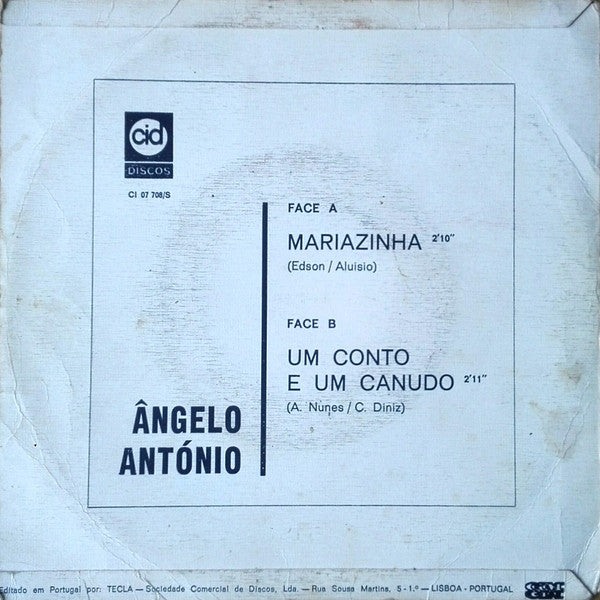 cid
DISCOS
CI 07 708/S
FACE A
MARIAZINHA 2'10"
(Edson / Aluisio)
FACE B
UM CONTO
E UM CANUDO 2'11"
(A. Nunes / C. Diniz)
ÂNGELO
ANTÓNIO
Editado em Portugal por: TECLA — Sociedade Comercial de Discos, Lda. — Rua Sousa Martins, 5 - 1.º — LISBOA - PORTUGAL